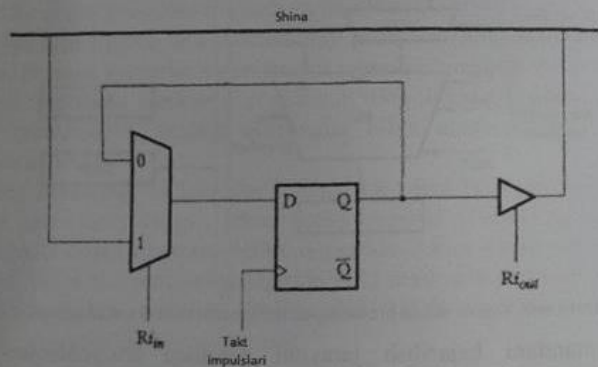 Shina
0
1
D Q
Q̅
Ri_in
Ri_out
Takt
impulslari